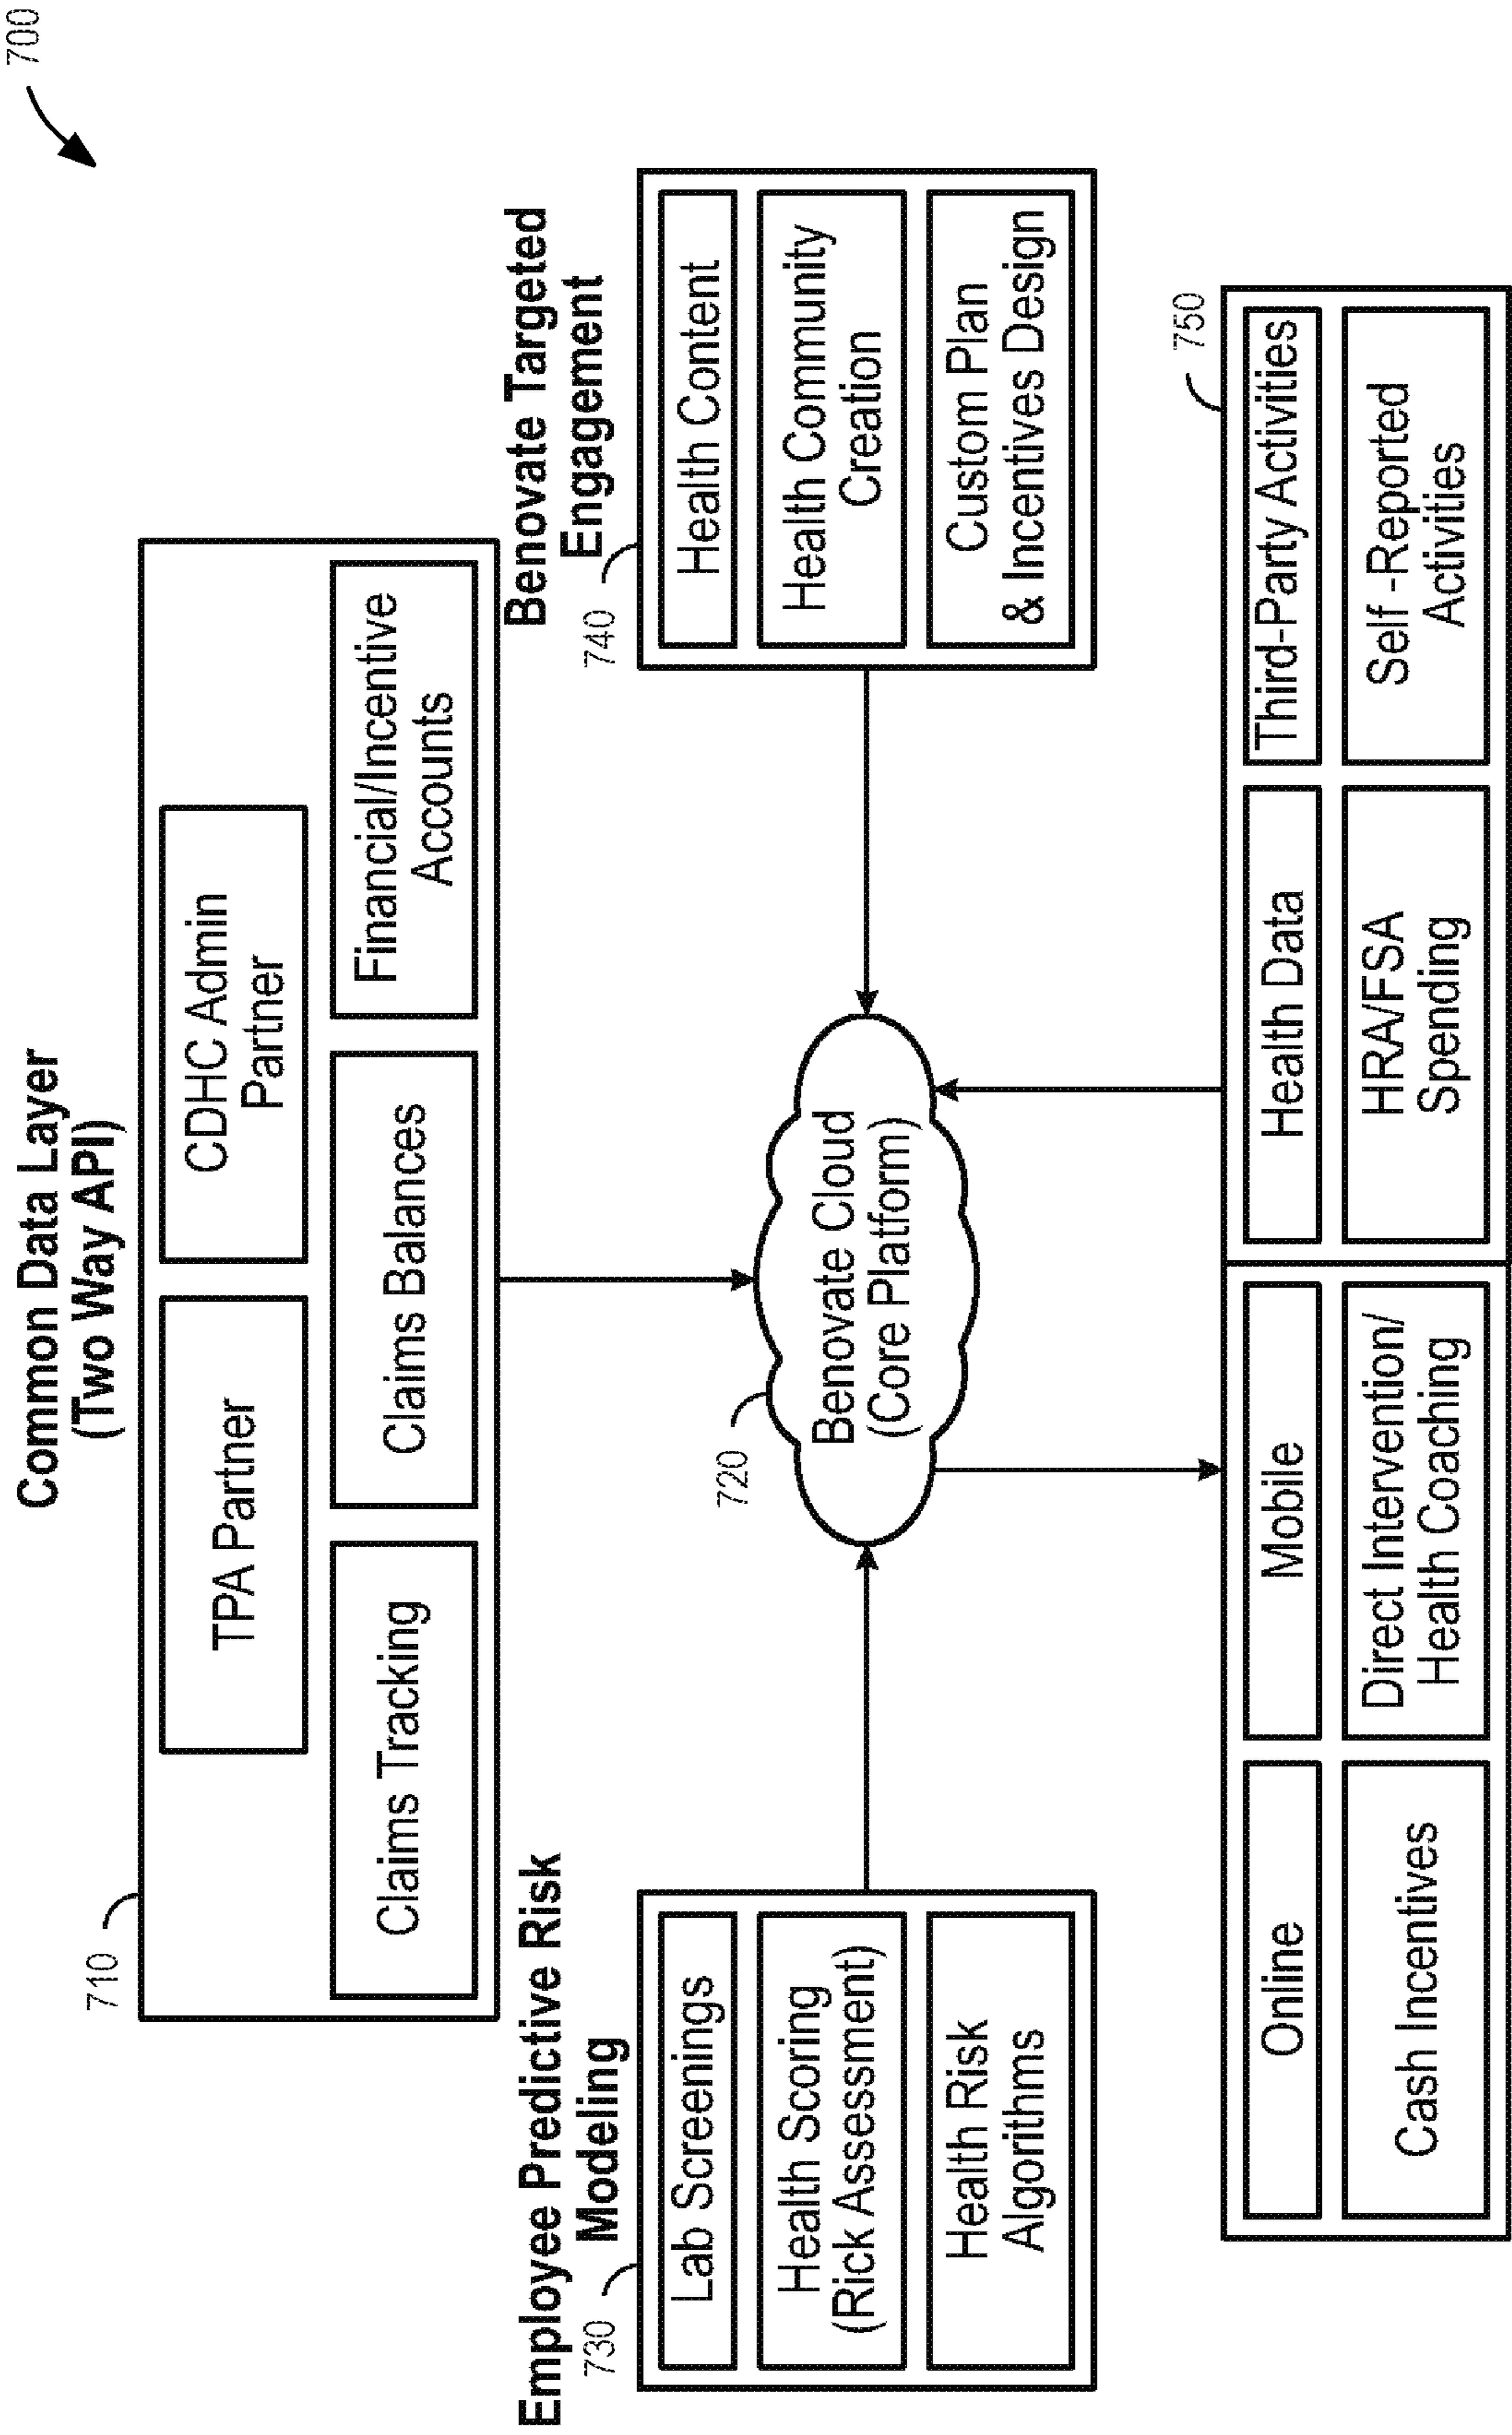 700
Common Data Layer
(Two Way API)
710
TPA Partner
CDHC Admin
Partner
Claims Tracking
Claims Balances
Financial/Incentive
Accounts
Employee Predictive Risk
Modeling
730
Lab Screenings
Health Scoring
(Rick Assessment)
Health Risk
Algorithms
720
Benovate Cloud
(Core Platform)
Benovate Targeted
Engagement
740
Health Content
Health Community
Creation
Custom Plan
& Incentives Design
750
Online
Mobile
Health Data
Third-Party Activities
Cash Incentives
Direct Intervention/
Health Coaching
HRA/FSA
Spending
Self -Reported
Activities